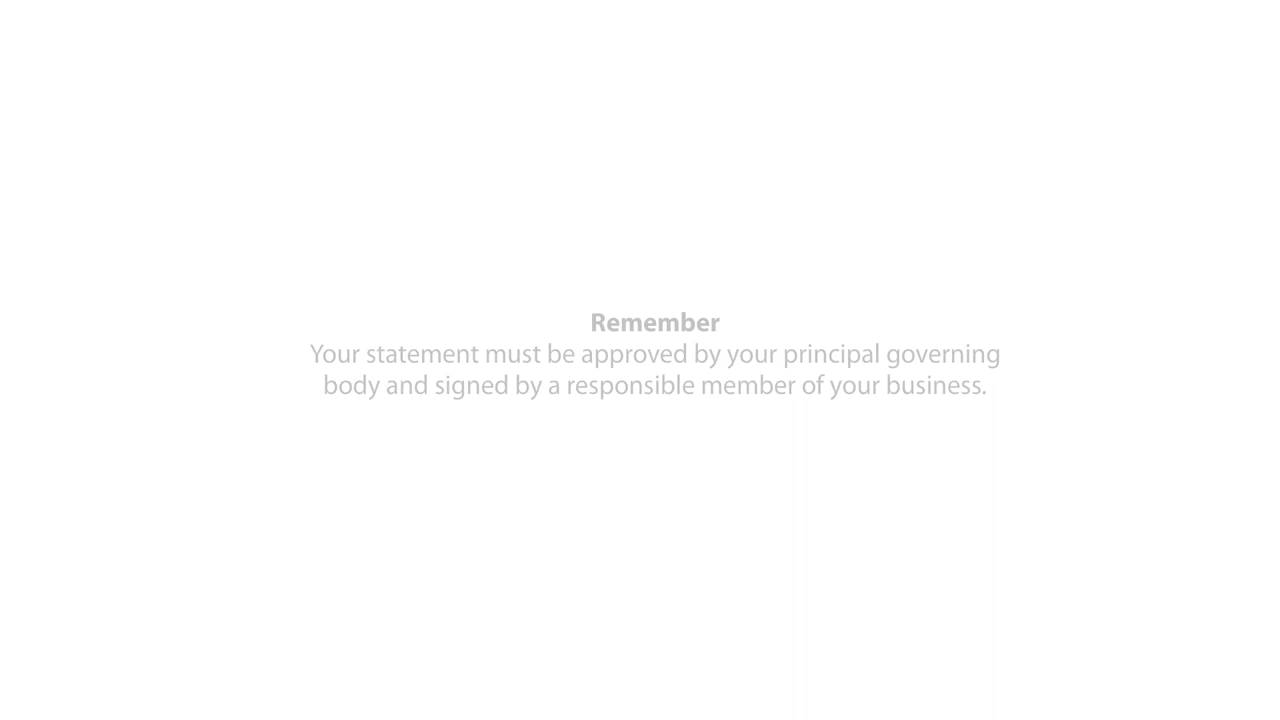 Remember
Your statement must be approved by your principal governing
body and signed by a responsible member of your business.